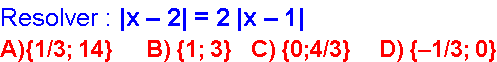 Resolver : |x – 2| = 2 |x – 1|
A){1/3; 14} B) {1; 3} C) {0;4/3} D) {–1/3; 0}